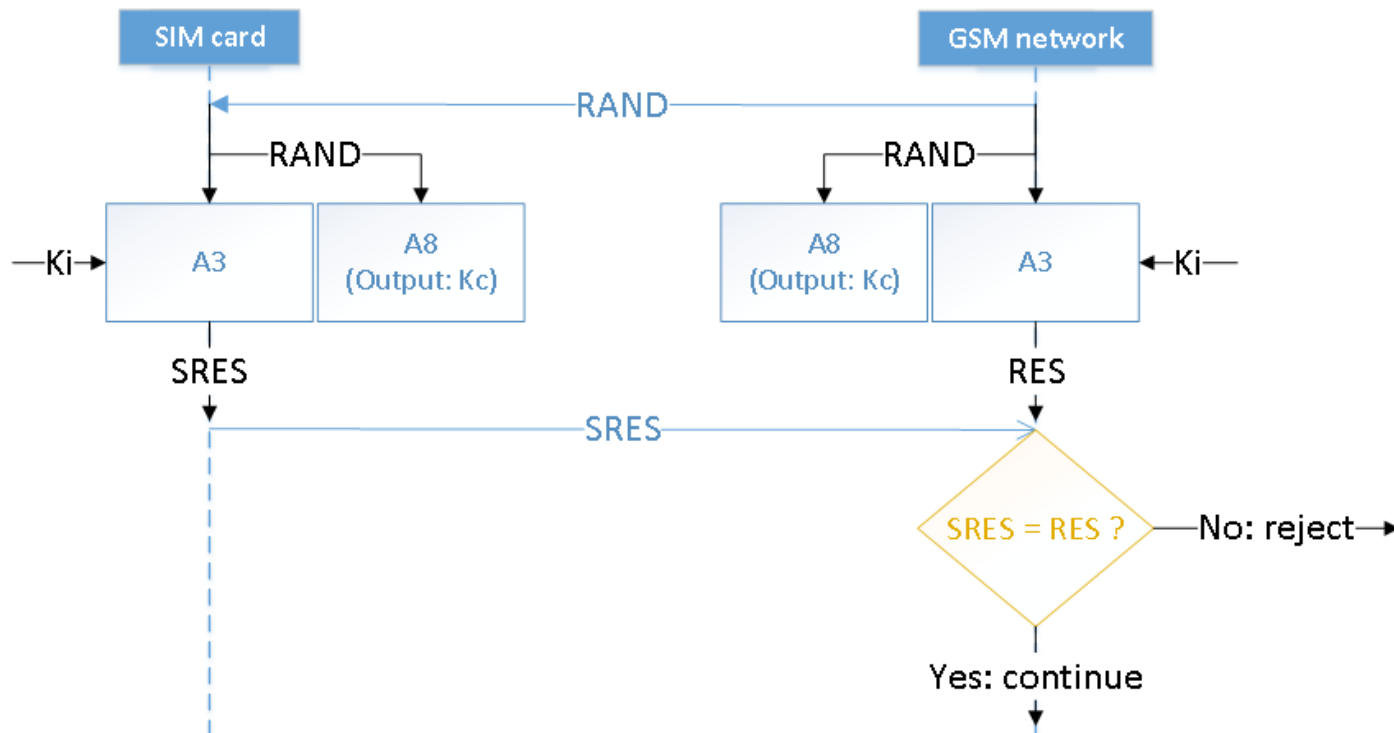 SIM card
GSM network
RAND
RAND
RAND
Ki
A3
A8
(Output: Kc)
A8
(Output: Kc)
A3
Ki
SRES
RES
SRES
SRES = RES ?
No: reject
Yes: continue